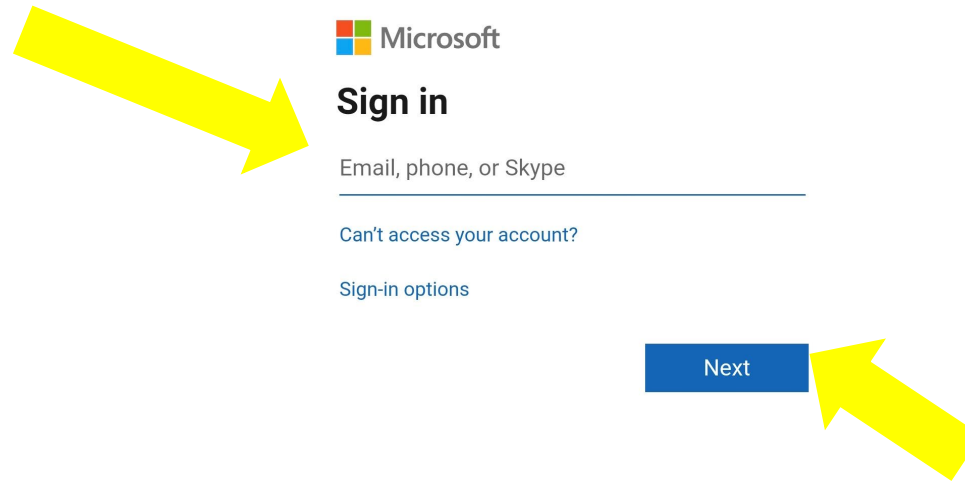 Microsoft
Sign in
Email, phone, or Skype
Can't access your account?
Sign-in options
Next